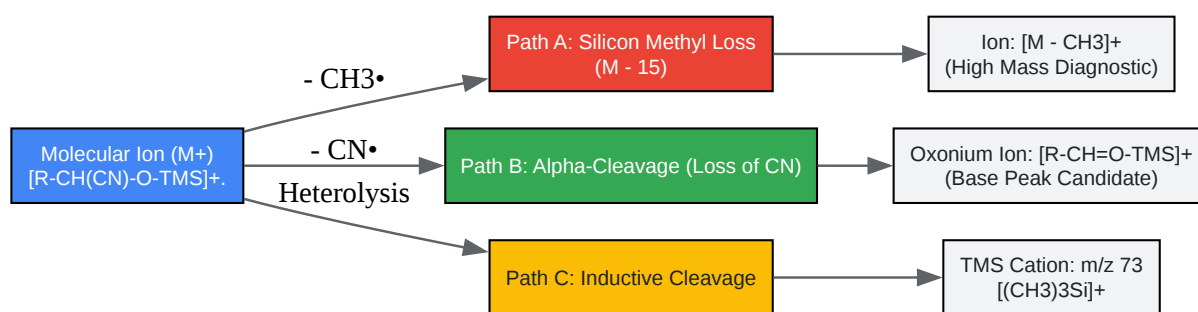 Path A: Silicon Methyl Loss
(M - 15)
Ion: [M - CH3]+
(High Mass Diagnostic)
- CH3•
Molecular Ion (M+)
[R-CH(CN)-O-TMS]+.
- CN•
Path B: Alpha-Cleavage (Loss of CN)
Oxonium Ion: [R-CH=O-TMS]+
(Base Peak Candidate)
Heterolysis
Path C: Inductive Cleavage
TMS Cation: m/z 73
[(CH3)3Si]+